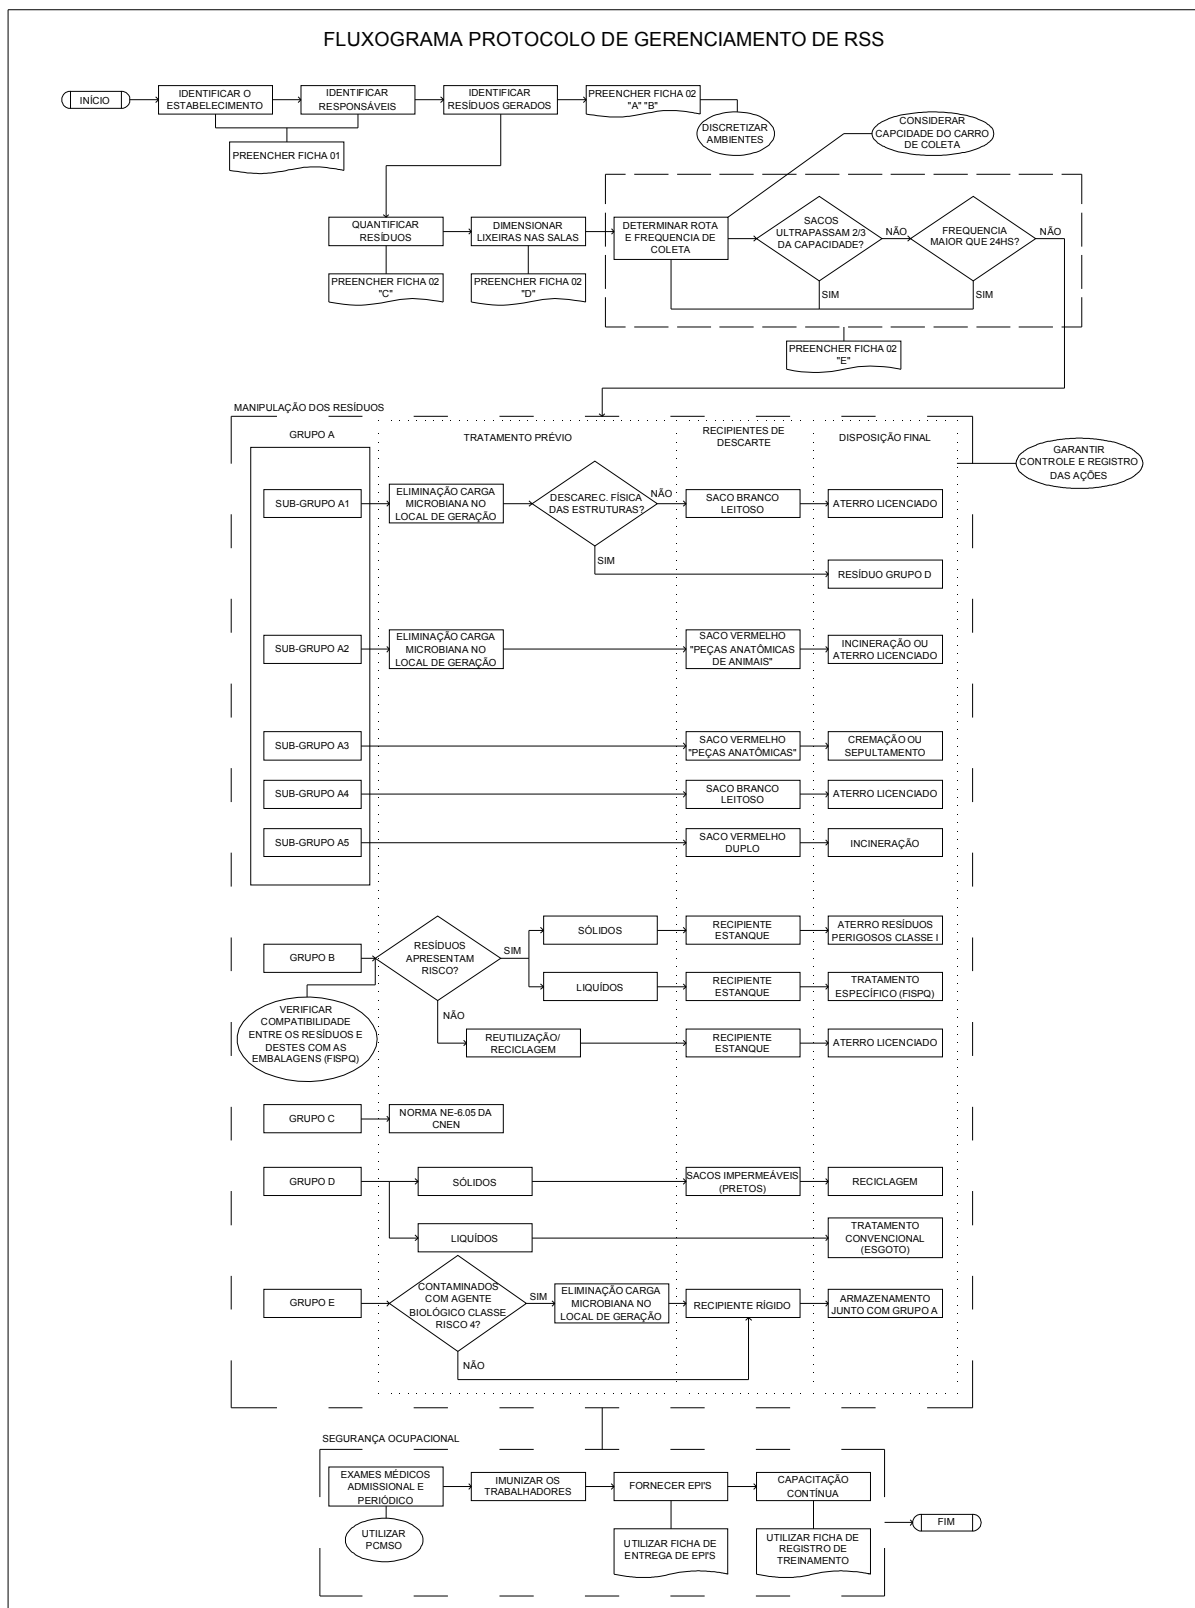 FLUXOGRAMA PROTOCOLO DE GERENCIAMENTO DE RSS
INÍCIO
IDENTIFICAR O
ESTABELECIMENTO
IDENTIFICAR
RESPONSÁVEIS
IDENTIFICAR
RESÍDUOS GERADOS
PREENCHER FICHA 02
"A" "B"
DISCRETIZAR
AMBIENTES
CONSIDERAR
CAPCIDADE DO CARRO
DE COLETA
PREENCHER FICHA 01
QUANTIFICAR
RESÍDUOS
DIMENSIONAR
LIXEIRAS NAS SALAS
DETERMINAR ROTA
E FREQUENCIA DE
COLETA
SACOS
ULTRAPASSAM 2/3
DA CAPACIDADE?
NÃO
FREQUENCIA
MAIOR QUE 24HS?
NÃO
PREENCHER FICHA 02
"C"
PREENCHER FICHA 02
"D"
SIM
SIM
PREENCHER FICHA 02
"E"
MANIPULAÇÃO DOS RESÍDUOS
GRUPO A
TRATAMENTO PRÉVIO
RECIPIENTES DE
DESCARTE
DISPOSIÇÃO FINAL
GARANTIR
CONTROLE E REGISTRO
DAS AÇÕES
SUB-GRUPO A1
ELIMINAÇÃO CARGA
MICROBIANA NO
LOCAL DE GERAÇÃO
DESCAREC. FÍSICA
DAS ESTRUTURAS?
NÃO
SACO BRANCO
LEITOSO
ATERRO LICENCIADO
SIM
RESÍDUO GRUPO D
SUB-GRUPO A2
ELIMINAÇÃO CARGA
MICROBIANA NO
LOCAL DE GERAÇÃO
SACO VERMELHO
"PEÇAS ANATÔMICAS
DE ANIMAIS"
INCINERAÇÃO OU
ATERRO LICENCIADO
SUB-GRUPO A3
SACO VERMELHO
"PEÇAS ANATÔMICAS"
CREMAÇÃO OU
SEPULTAMENTO
SUB-GRUPO A4
SACO BRANCO
LEITOSO
ATERRO LICENCIADO
SUB-GRUPO A5
SACO VERMELHO
DUPLO
INCINERAÇÃO
GRUPO B
RESÍDUOS
APRESENTAM
RISCO?
SIM
SÓLIDOS
RECIPIENTE
ESTANQUE
ATERRO RESÍDUOS
PERIGOSOS CLASSE I
LIQUÍDOS
RECIPIENTE
ESTANQUE
TRATAMENTO
ESPECÍFICO (FISPQ)
VERIFICAR
COMPATIBILIDADE
ENTRE OS RESÍDUOS E
DESTES COM AS
EMBALAGENS (FISPQ)
NÃO
REUTILIZAÇÃO/
RECICLAGEM
RECIPIENTE
ESTANQUE
ATERRO LICENCIADO
GRUPO C
NORMA NE-6.05 DA
CNEN
GRUPO D
SÓLIDOS
SACOS IMPERMEÁVEIS
(PRETOS)
RECICLAGEM
LIQUÍDOS
TRATAMENTO
CONVENCIONAL
(ESGOTO)
GRUPO E
CONTAMINADOS
COM AGENTE
BIOLÓGICO CLASSE
RISCO 4?
SIM
ELIMINAÇÃO CARGA
MICROBIANA NO
LOCAL DE GERAÇÃO
RECIPIENTE RÍGIDO
ARMAZENAMENTO
JUNTO COM GRUPO A
NÃO
SEGURANÇA OCUPACIONAL
EXAMES MÉDICOS
ADMISSIONAL E
PERIÓDICO
IMUNIZAR OS
TRABALHADORES
FORNECER EPI'S
CAPACITAÇÃO
CONTÍNUA
UTILIZAR
PCMSO
UTILIZAR FICHA DE
ENTREGA DE EPI'S
UTILIZAR FICHA DE
REGISTRO DE
TREINAMENTO
FIM